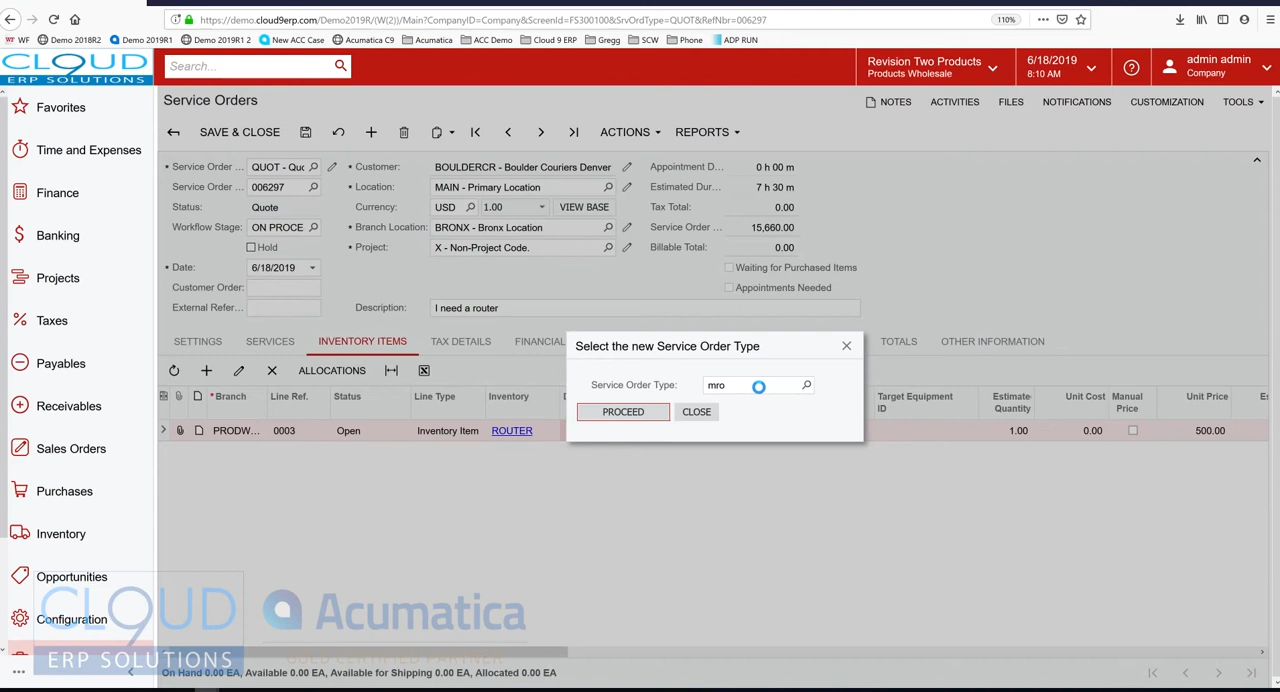 https://demo.cloud9erp.com/Demo2019R/(W(2))/Main?CompanyID=Company&ScreenId=FS300100&SrvOrdType=QUOT&RefNbr=006297 110%
WF Demo 2018R2 Demo 2019R1 Demo 2019R1 2 New ACC Case Acumatica C9 Acumatica ACC Demo Cloud 9 ERP Gregg SCW Phone ADP RUN
CL9UD
ERP SOLUTIONS
Search...
Revision Two Products
Products Wholesale
6/18/2019
8:10 AM
admin admin
Company
Favorites
Time and Expenses
Finance
Banking
Projects
Taxes
Payables
Receivables
Sales Orders
Purchases
Inventory
Opportunities
Configuration
Service Orders
NOTES ACTIVITIES FILES NOTIFICATIONS CUSTOMIZATION TOOLS
SAVE & CLOSE ACTIONS REPORTS
Service Order ... QUOT - Quc Customer: BOULDERCR - Boulder Couriers Denver Appointment D... 0 h 00 m
Service Order ... 006297 Location: MAIN - Primary Location Estimated Dur... 7 h 30 m
Status: Quote Currency: USD 1.00 VIEW BASE Tax Total: 0.00
Workflow Stage: ON PROCE Branch Location: BRONX - Bronx Location Service Order ... 15,660.00
Hold Project: X - Non-Project Code. Billable Total: 0.00
Date: 6/18/2019 Waiting for Purchased Items
Customer Order: Appointments Needed
External Refer... Description: I need a router
SETTINGS SERVICES INVENTORY ITEMS TAX DETAILS FINANCIAL TOTALS OTHER INFORMATION
Select the new Service Order Type
Service Order Type: mro
PROCEED CLOSE
ALLOCATIONS
Branch Line Ref. Status Line Type Inventory Target Equipment ID Estimate Quantity Unit Cost Manual Price Unit Price
PRODW... 0003 Open Inventory Item ROUTER 1.00 0.00 500.00
CL9UD
ERP SOLUTIONS
Acumatica
On Hand 0.00 EA, Available 0.00 EA, Available for Shipping 0.00 EA, Allocated 0.00 EA